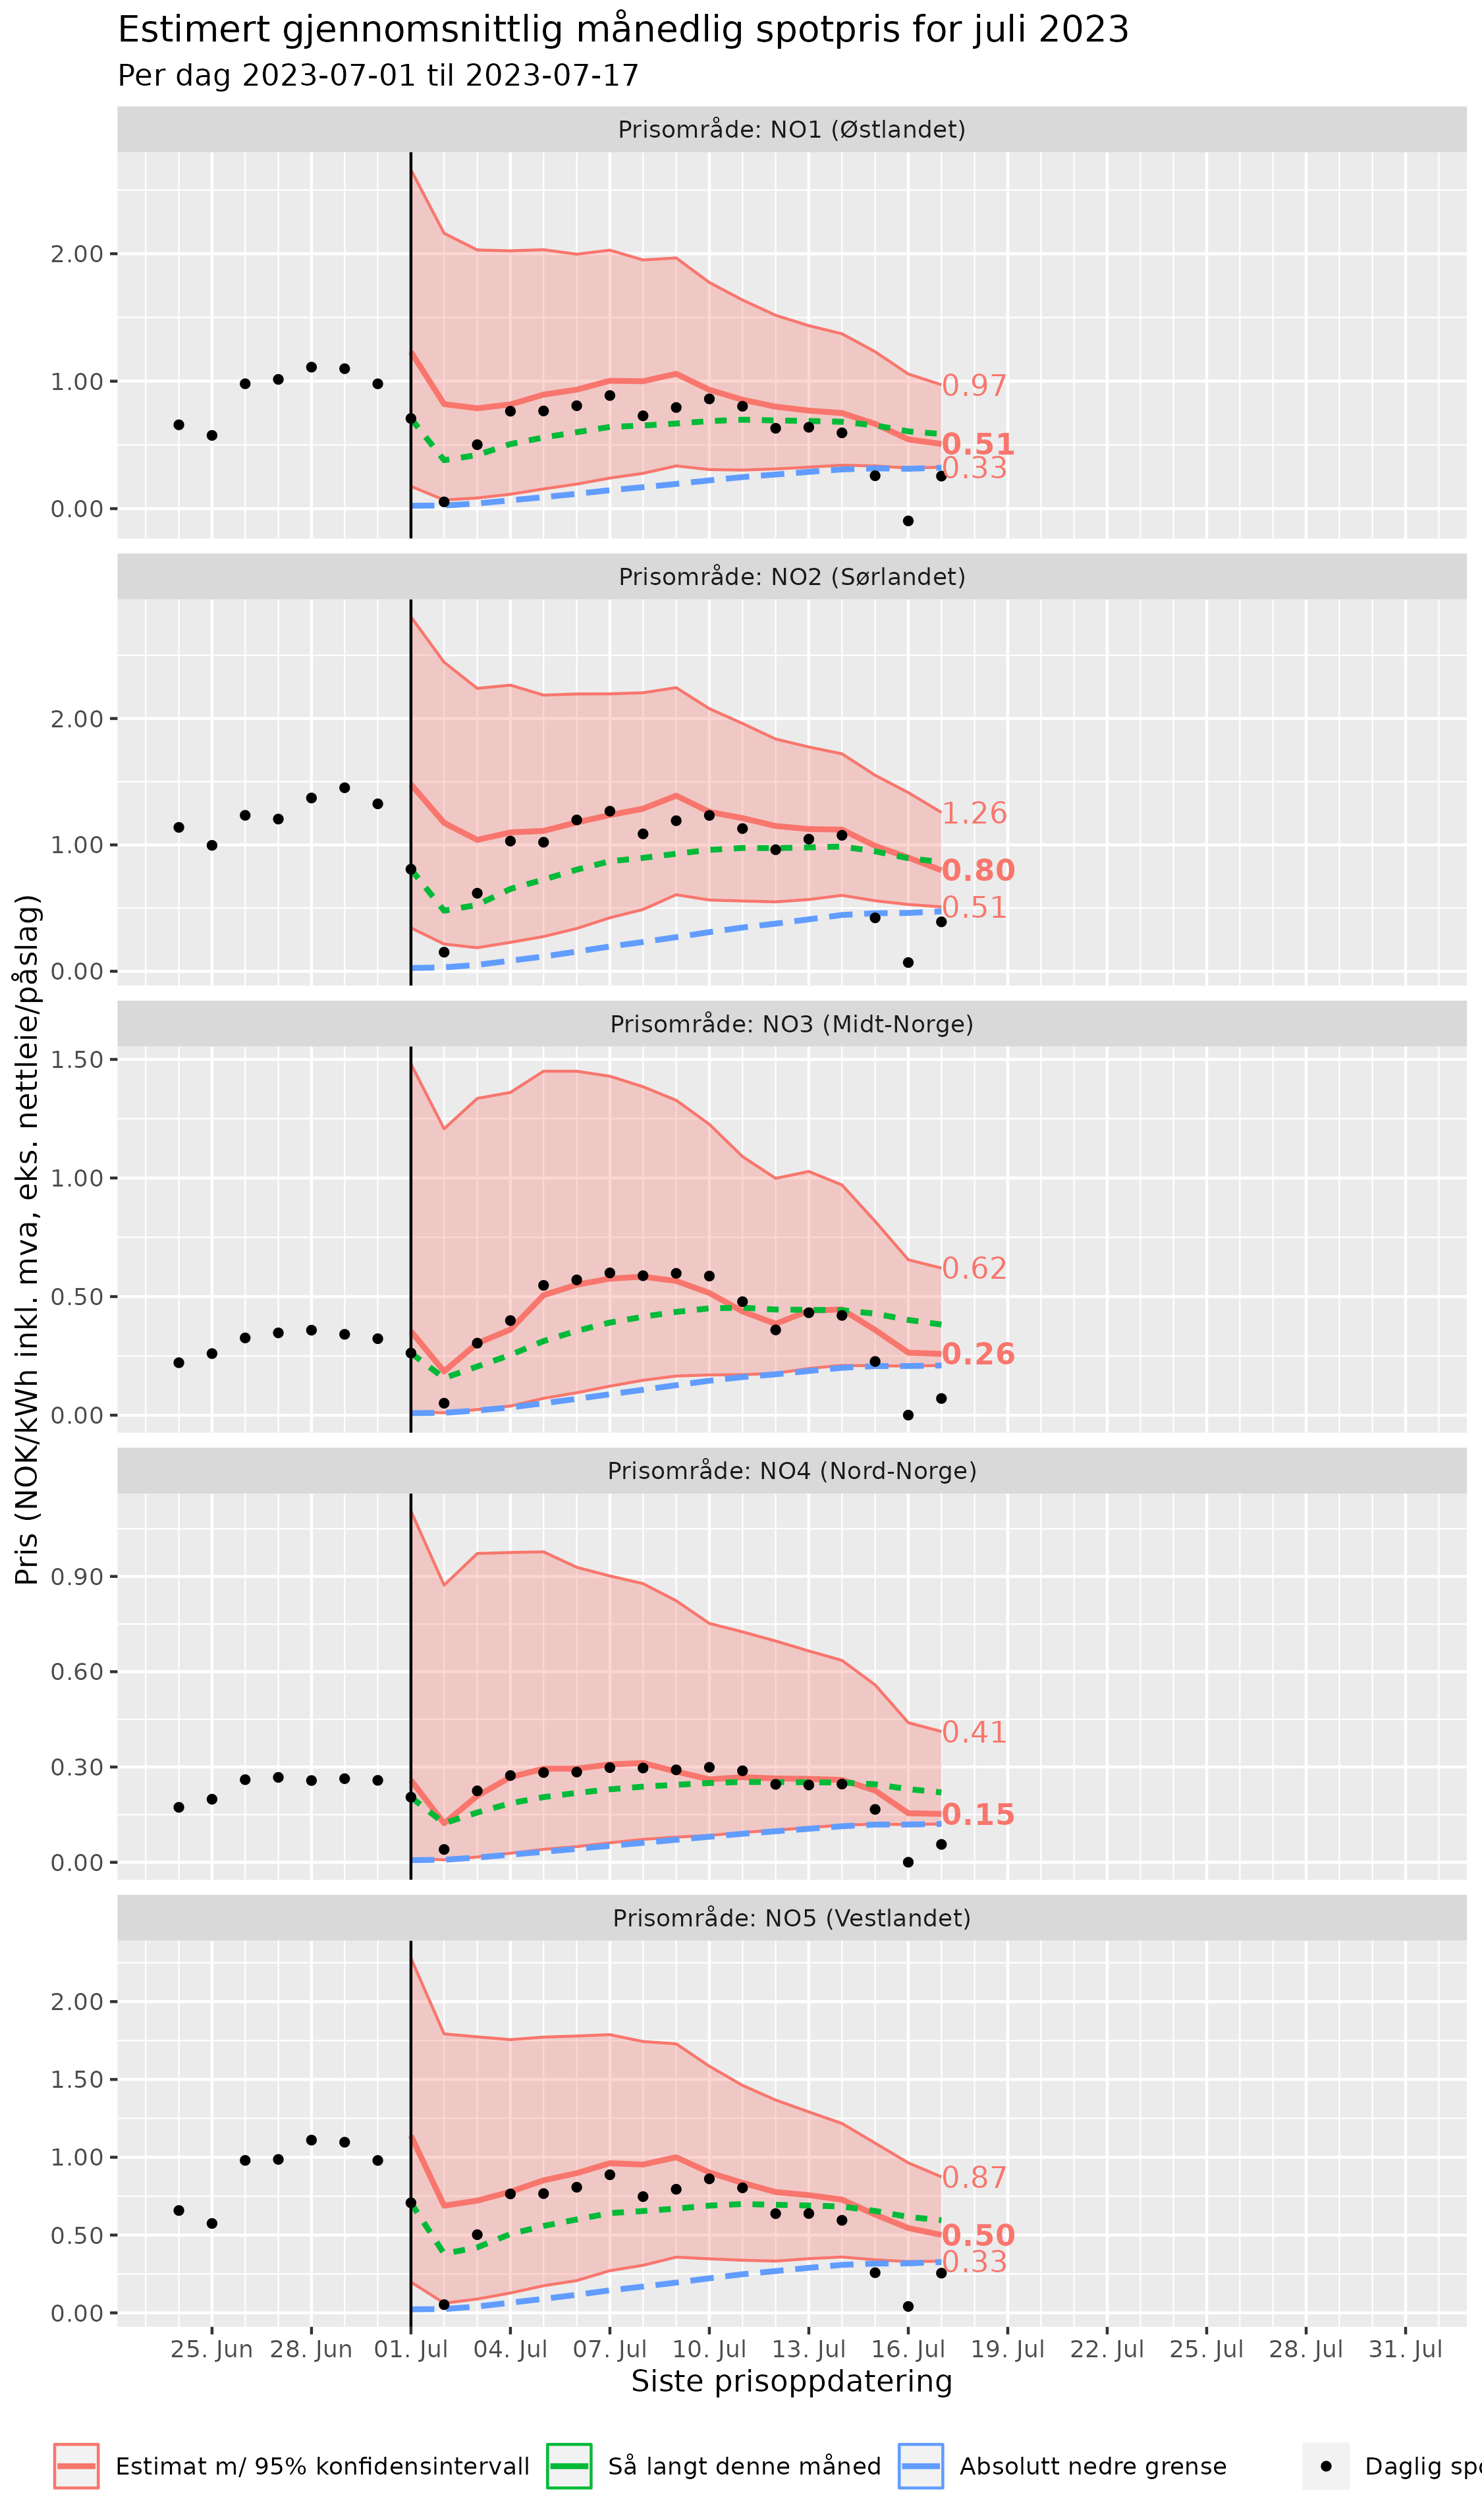 Estimert gjennomsnittlig månedlig spotpris for juli 2023
Per dag 2023-07-01 til 2023-07-17
Pris (NOK/kWh inkl. mva, eks. nettleie/påslag)
Prisområde: NO1 (Østlandet)
2.00
1.00
0.00
0.97
0.51
0.33
Prisområde: NO2 (Sørlandet)
2.00
1.00
0.00
1.26
0.80
0.51
Prisområde: NO3 (Midt-Norge)
1.50
1.00
0.50
0.00
0.62
0.26
Prisområde: NO4 (Nord-Norge)
0.90
0.60
0.30
0.00
0.41
0.15
Prisområde: NO5 (Vestlandet)
2.00
1.50
1.00
0.50
0.00
0.87
0.50
0.33
25. Jun 28. Jun 01. Jul 04. Jul 07. Jul 10. Jul 13. Jul 16. Jul 19. Jul 22. Jul 25. Jul 28. Jul 31. Jul
Siste prisoppdatering
Estimat m/ 95% konfidensintervall Så langt denne måned Absolutt nedre grense Daglig